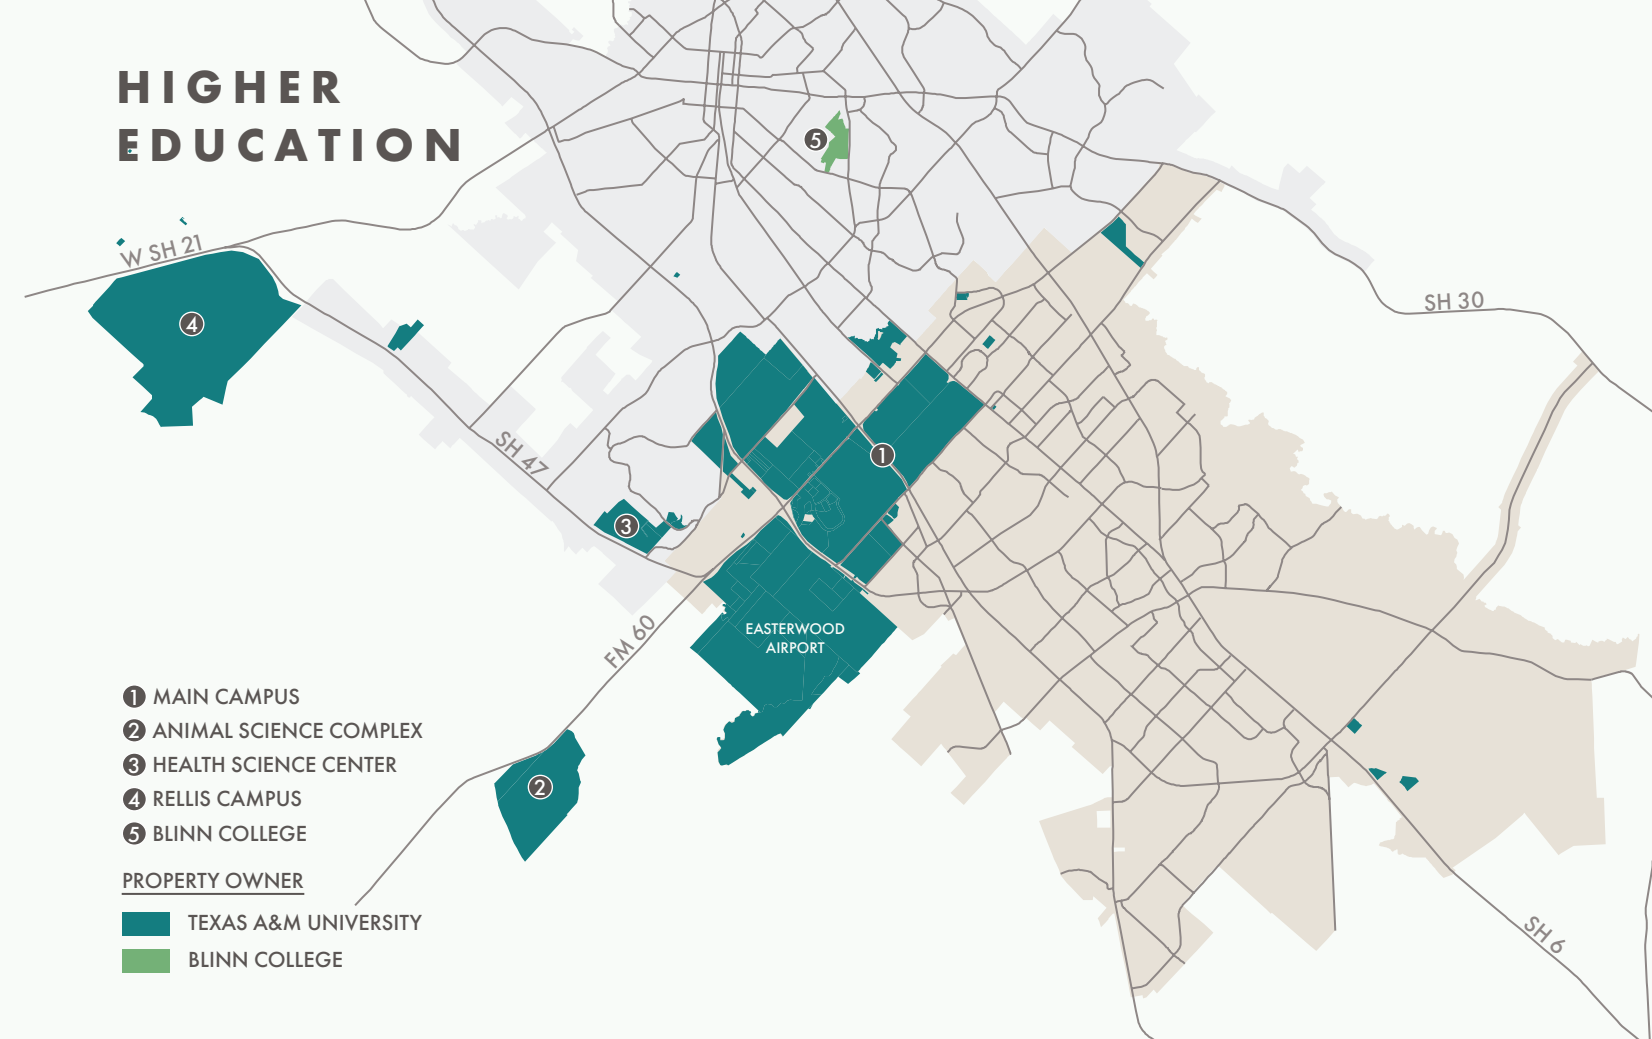 HIGHER
EDUCATION
5
W SH 21
4
SH 30
1
SH 47
3
EASTERWOOD
AIRPORT
FM 60
2
1 MAIN CAMPUS
2 ANIMAL SCIENCE COMPLEX
3 HEALTH SCIENCE CENTER
4 RELLIS CAMPUS
5 BLINN COLLEGE
PROPERTY OWNER
TEXAS A&M UNIVERSITY
BLINN COLLEGE
SH 6